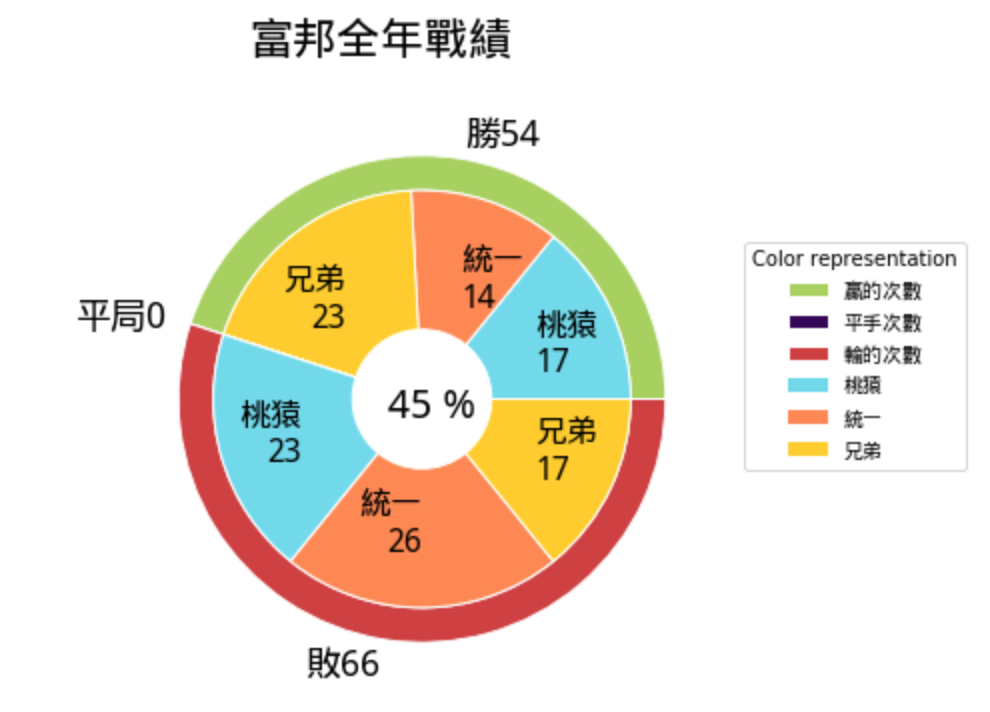 富邦全年戰績
勝54
平局0
敗66
兄弟
23
統一
14
桃猿
17
桃猿
23
統一
26
兄弟
17
45 %
Color representation
贏的次數
平手次數
輸的次數
桃猿
統一
兄弟